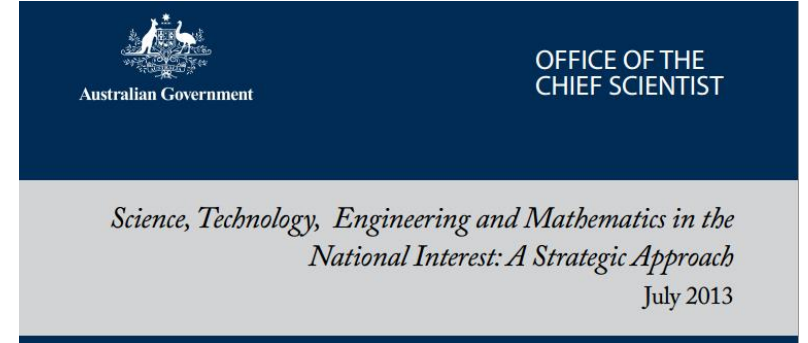 Australian Government
OFFICE OF THE
CHIEF SCIENTIST
Science, Technology, Engineering and Mathematics in the
National Interest: A Strategic Approach
July 2013